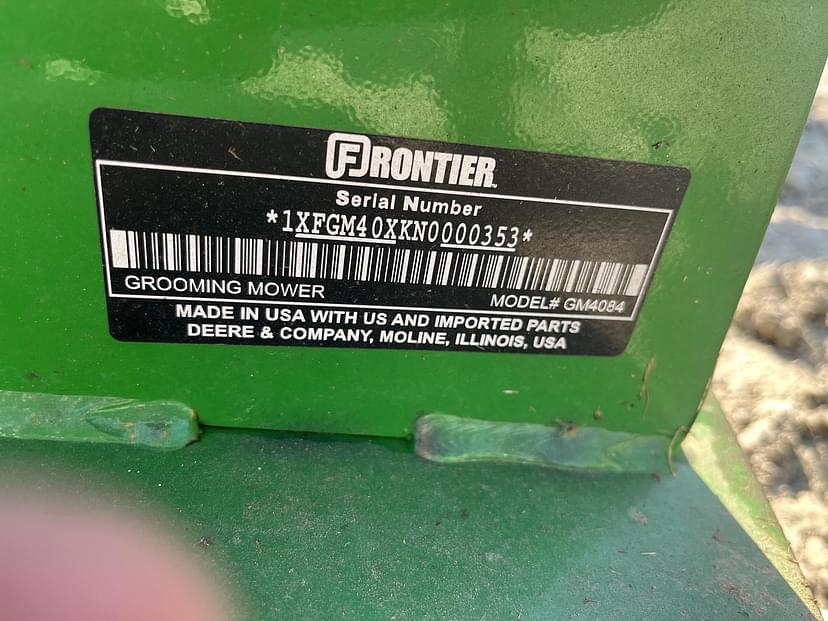 FRONTIER™
Serial Number
*1XFGM40XKN0000353*
GROOMING MOWER
MODEL# GM4084
MADE IN USA WITH US AND IMPORTED PARTS
DEERE & COMPANY, MOLINE, ILLINOIS, USA